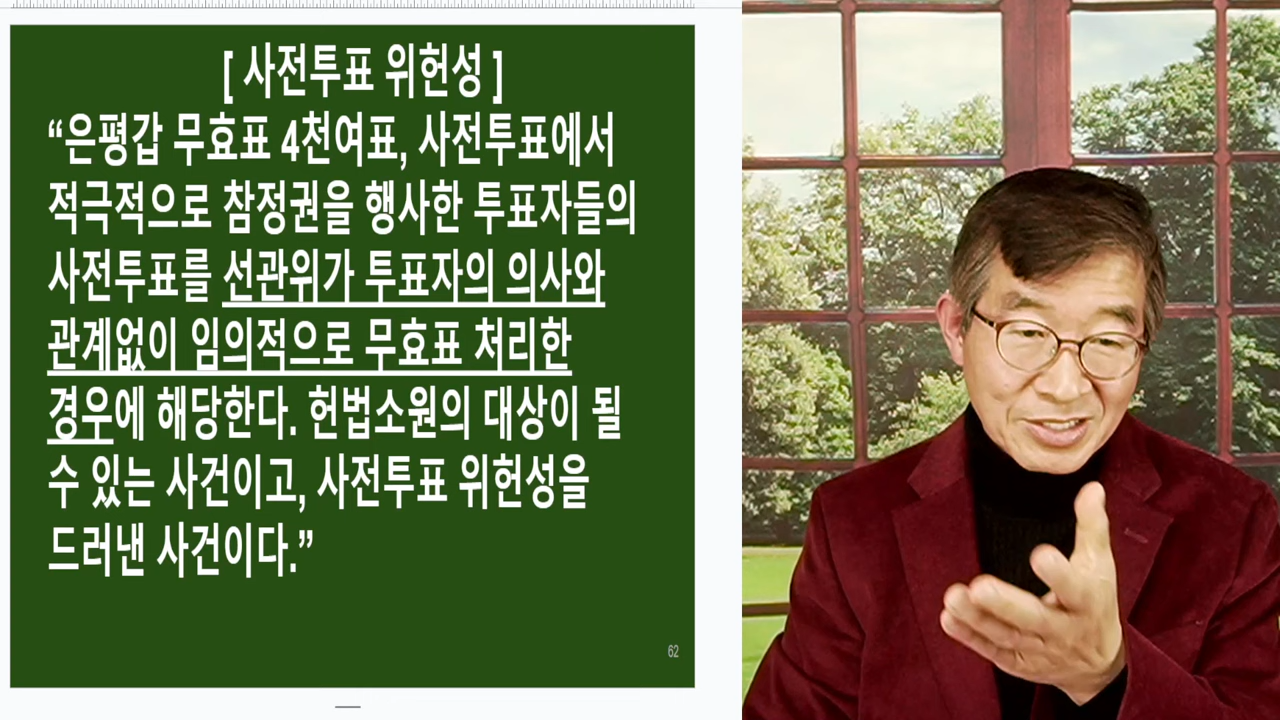 [ 사전투표 위헌성 ]
“은평갑 무효표 4천여표, 사전투표에서
적극적으로 참정권을 행사한 투표자들의
사전투표를 선관위가 투표자의 의사와
관계없이 임의적으로 무효표 처리한
경우에 해당한다. 헌법소원의 대상이 될
수 있는 사건이고, 사전투표 위헌성을
드러낸 사건이다.”
62